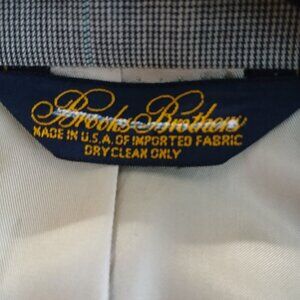 Brooks Brothers
MADE IN U.S.A. OF IMPORTED FABRIC
DRY CLEAN ONLY